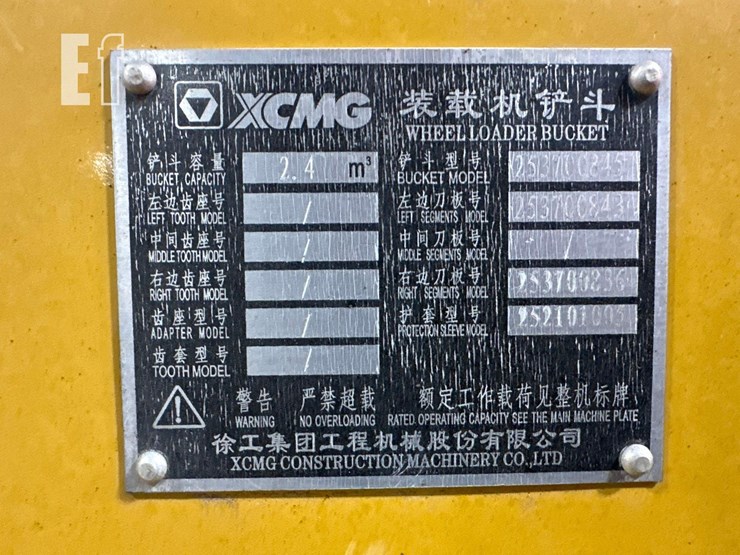 Ef
XCMG 装载机铲斗
WHEEL LOADER BUCKET
铲斗容量 2.4 m³ 铲斗型号 253700845
BUCKET CAPACITY BUCKET MODEL
左边齿座号 / 左边刀板号 253700843
LEFT TOOTH MODEL LEFT SEGMENTS MODEL
中间齿座号 / 中间刀板号 /
MIDDLE TOOTH MODEL MIDDLE SEGMENTS MODEL
右边齿座号 / 右边刀板号 253700836
RIGHT TOOTH MODEL RIGHT SEGMENTS MODEL
齿座型号 / 护套型号 252101005
ADAPTER MODEL PROTECTION SLEEVE MODEL
齿套型号 /
TOOTH MODEL
警告 严禁超载 额定工作载荷见整机标牌
WARNING NO OVERLOADING RATED OPERATING CAPACITY SEE THE MAIN MACHINE PLATE
徐工集团工程机械股份有限公司
XCMG CONSTRUCTION MACHINERY CO.,LTD